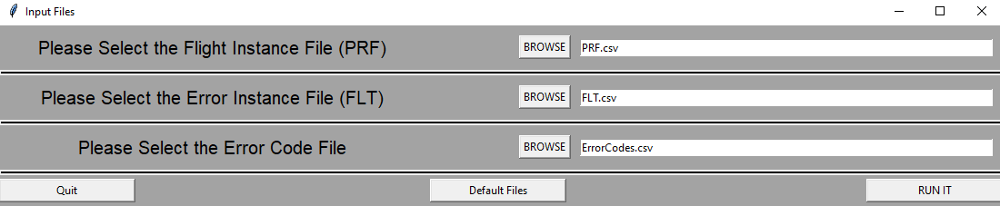 Input Files
Please Select the Flight Instance File (PRF) BROWSE PRF.csv
Please Select the Error Instance File (FLT) BROWSE FLT.csv
Please Select the Error Code File BROWSE ErrorCodes.csv
Quit Default Files RUN IT